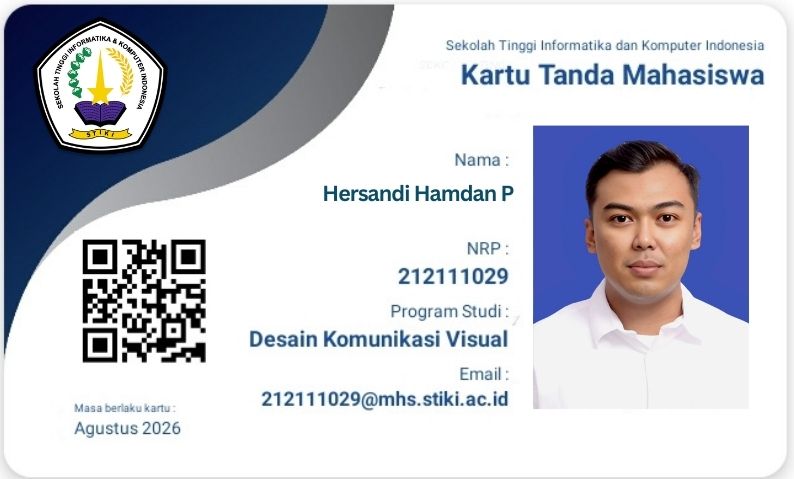 SEKOLAH TINGGI INFORMATIKA & KOMPUTER INDONESIA
STIKI
Sekolah Tinggi Informatika dan Komputer Indonesia
Kartu Tanda Mahasiswa
Nama :
Hersandi Hamdan P
NRP :
212111029
Program Studi :
Desain Komunikasi Visual
Email :
212111029@mhs.stiki.ac.id
Masa berlaku kartu :
Agustus 2026